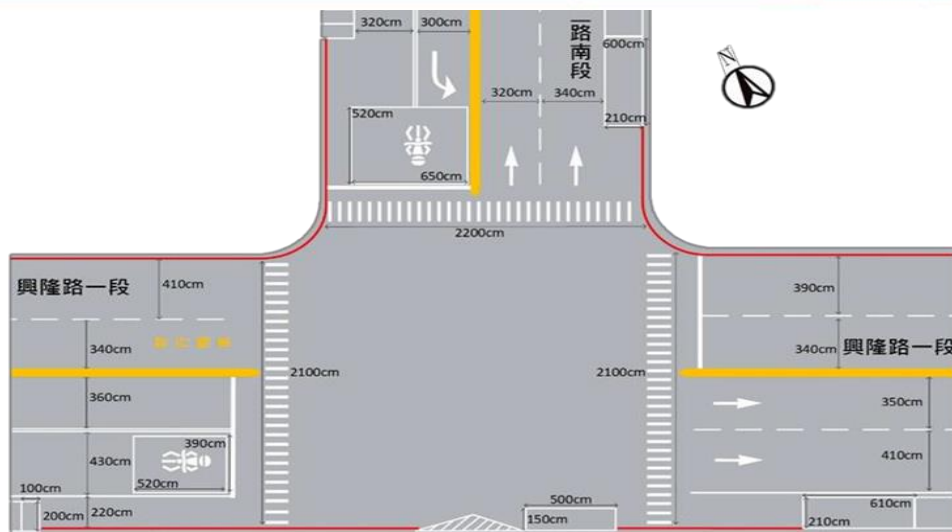 320cm
300cm
二路南段
600cm
N
320cm
340cm
520cm
210cm
650cm
2200cm
興隆路一段
410cm
390cm
340cm
340cm
興隆路一段
2100cm
2100cm
360cm
350cm
390cm
430cm
410cm
520cm
100cm
500cm
610cm
200cm
220cm
150cm
210cm